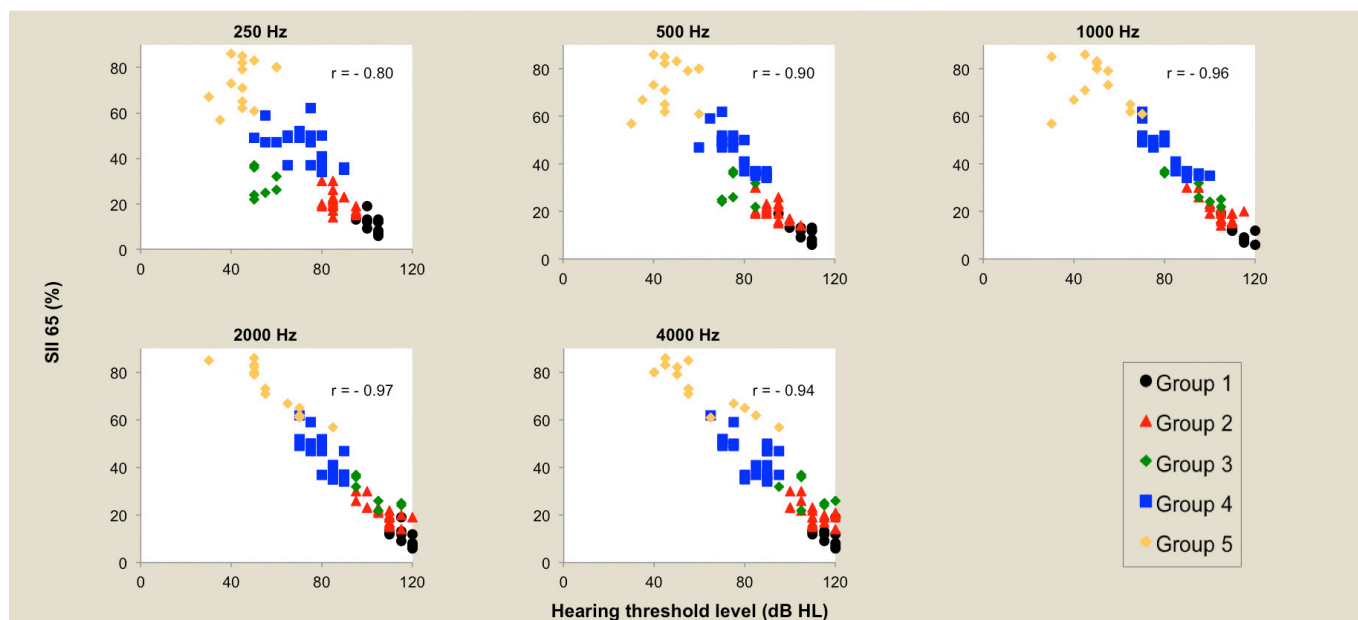 250 Hz
r = - 0.80
80
60
40
20
0
0 40 80 120
500 Hz
r = - 0.90
80
60
40
20
0
0 40 80 120
1000 Hz
r = - 0.96
80
60
40
20
0
0 40 80 120
SII 65 (%)
2000 Hz
r = - 0.97
80
60
40
20
0
0 40 80 120
4000 Hz
r = - 0.94
80
60
40
20
0
0 40 80 120
Hearing threshold level (dB HL)
Group 1
Group 2
Group 3
Group 4
Group 5